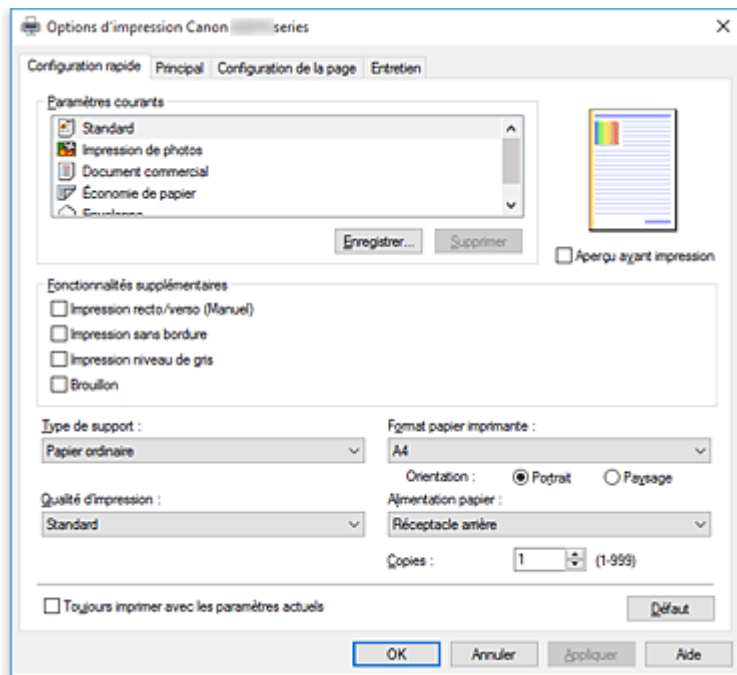 Options d'impression Canon series
Configuration rapide Principal Configuration de la page Entretien
Paramètres courants
Standard
Impression de photos
Document commercial
Économie de papier
Enregistrer... Supprimer
Aperçu avant impression
Fonctionnalités supplémentaires
Impression recto/verso (Manuel)
Impression sans bordure
Impression niveau de gris
Brouillon
Type de support : Format papier imprimante :
Papier ordinaire A4
Orientation : Portrait Paysage
Qualité d'impression : Alimentation papier :
Standard Réceptacle arrière
Copies : 1 (1-999)
Toujours imprimer avec les paramètres actuels Défaut
OK Annuler Appliquer Aide